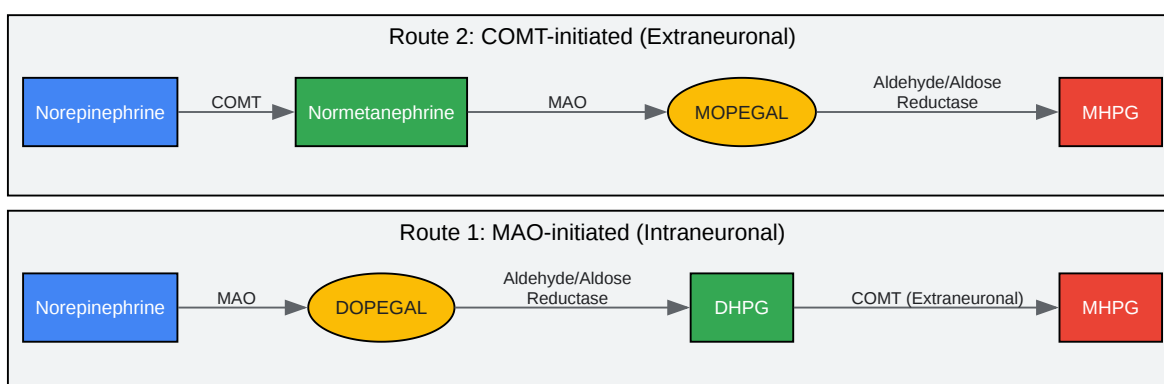 Route 2: COMT-initiated (Extraneuronal)
Norepinephrine
COMT
Normetanephrine
MAO
MOPEGAL
Aldehyde/Aldose
Reductase
MHPG
Route 1: MAO-initiated (Intraneuronal)
Norepinephrine
MAO
DOPEGAL
Aldehyde/Aldose
Reductase
DHPG
COMT (Extraneuronal)
MHPG